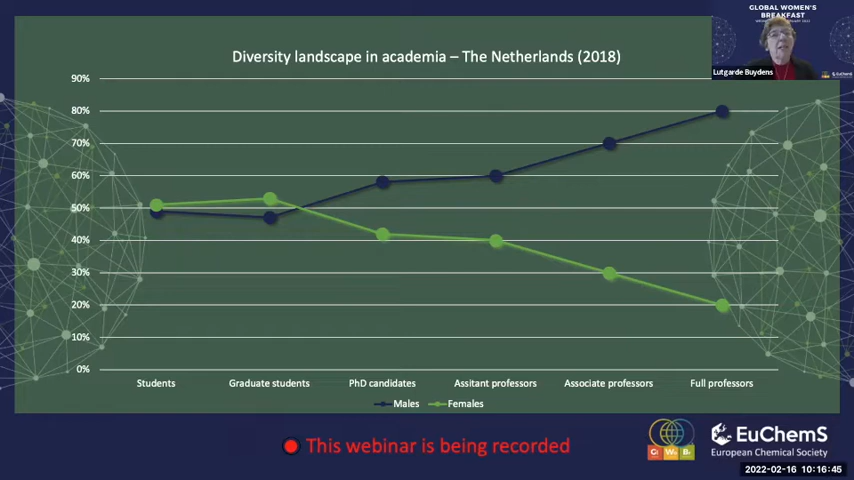 GLOBAL WOMEN'S
BREAKFAST
Lutgarde Buydens
EuChemS
Diversity landscape in academia – The Netherlands (2018)
90%
80%
70%
60%
50%
40%
30%
20%
10%
0%
Students Graduate students PhD candidates Assitant professors Associate professors Full professors
Males Females
This webinar is being recorded
G W B
EuChemS
European Chemical Society
2022-02-16 10:16:45